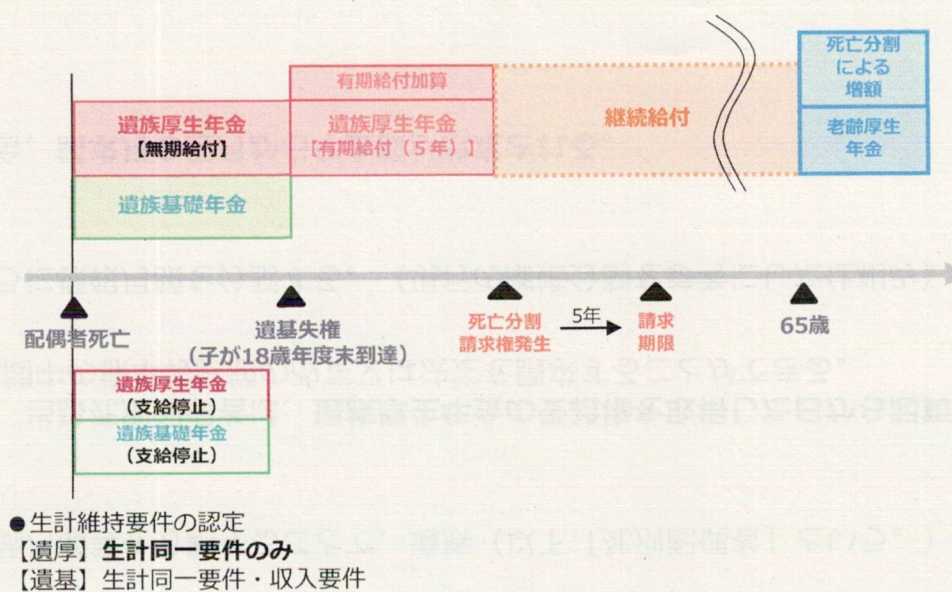 死亡分割
による
増額
有期給付加算
遺族厚生年金
【無期給付】
遺族厚生年金
[有期給付(5年)]
継続給付
老齢厚生
年金
遺族基礎年金
配偶者死亡
遺基失権
(子が18歳年度末到達)
死亡分割
請求権発生
5年
請求
期限
65歳
遺族厚生年金
(支給停止)
遺族基礎年金
(支給停止)
●生計維持要件の認定
【遺厚】生計同一要件のみ
【遺基】生計同一要件・収入要件